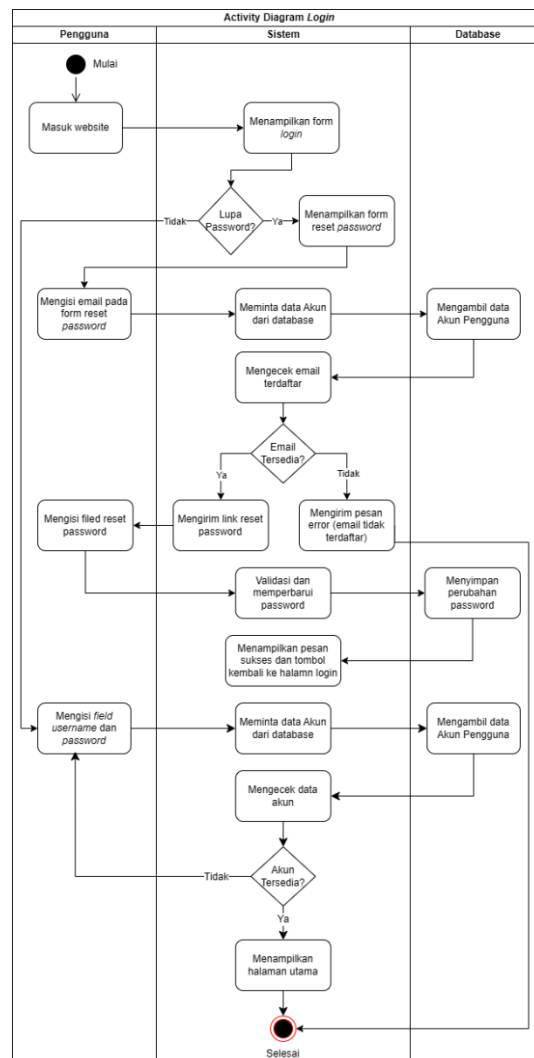 Activity Diagram Login
Pengguna
Sistem
Database
Mulai
Masuk website
Menampilkan form
login
Lupa
Password?
Tidak
Ya
Menampilkan form
reset password
Mengisi email pada
form reset
password
Meminta data Akun
dari database
Mengambil data
Akun Pengguna
Mengecek email
terdaftar
Email
Tersedia?
Ya
Tidak
Mengisi filed reset
password
Mengirim link reset
password
Mengirim pesan
error (email tidak
terdaftar)
Validasi dan
memperbarui
password
Menyimpan
perubahan
password
Menampilkan pesan
sukses dan tombol
kembali ke halamn login
Mengisi field
username dan
password
Meminta data Akun
dari database
Mengambil data
Akun Pengguna
Mengecek data
akun
Akun
Tersedia?
Tidak
Ya
Menampilkan
halaman utama
Selesai